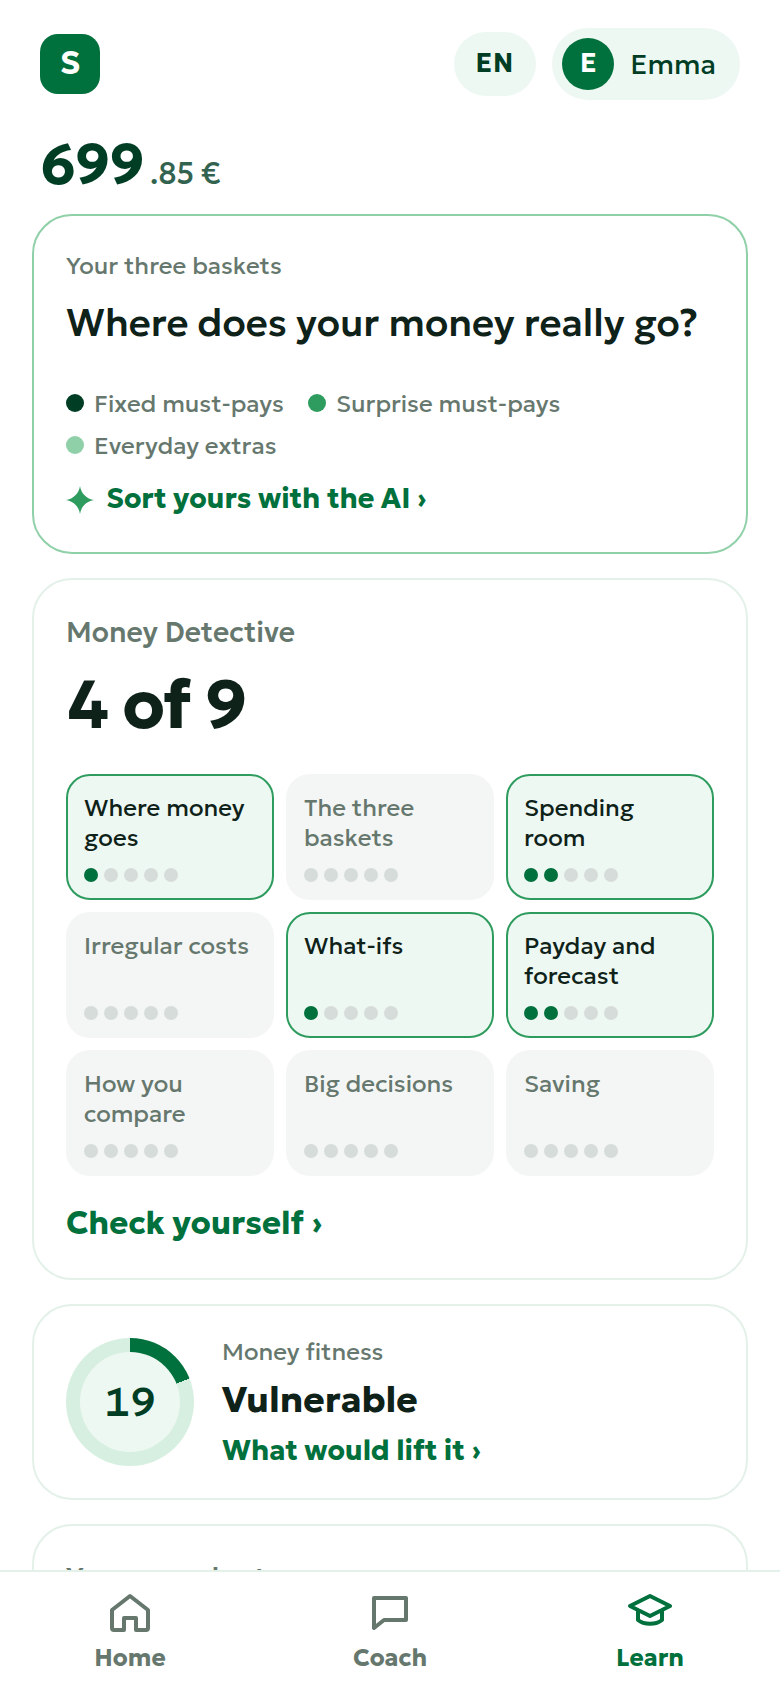 S
EN
E Emma
699.85 €
Your three baskets
Where does your money really go?
Fixed must-pays Surprise must-pays
Everyday extras
Sort yours with the AI ›
Money Detective
4 of 9
Where money
goes
The three
baskets
Spending
room
Irregular costs
What-ifs
Payday and
forecast
How you
compare
Big decisions
Saving
Check yourself ›
19
Money fitness
Vulnerable
What would lift it ›
Home
Coach
Learn